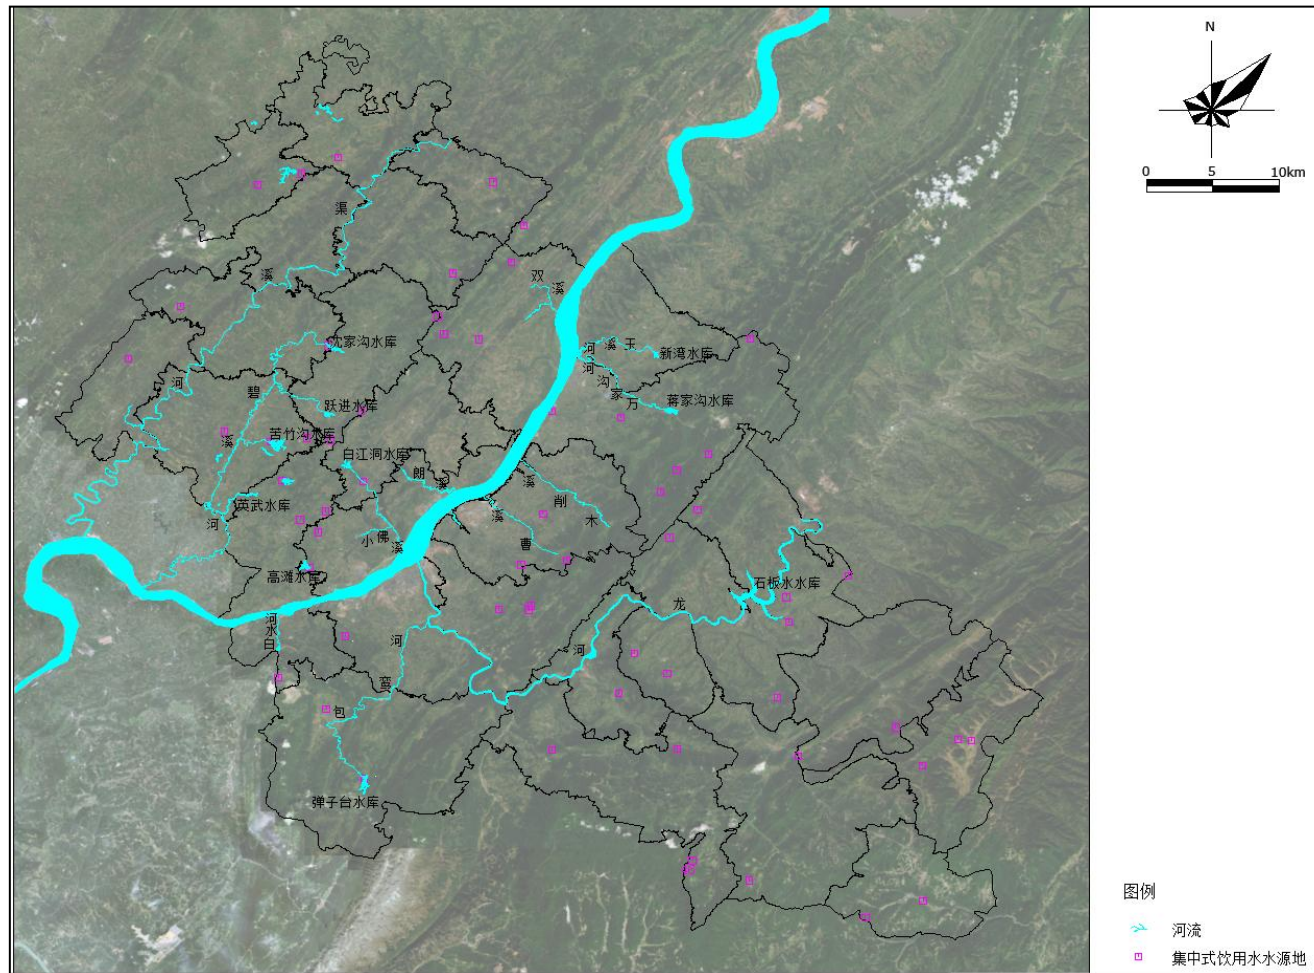 N
0 5 10km
渠
溪
河
双
溪
沈家沟水库
河 溪 玉
新湾水库
河
沟
家
万
蒋家沟水库
碧
溪
河
跃进水库
苦竹沟水库
白江洞水库
朗
溪
英武水库
小 佛 溪
溪
削
木
溪
曹
高滩水库
石板水水库
河
水
白
龙
河
河
蛮
包
弹子台水库
图例
河流
集中式饮用水水源地